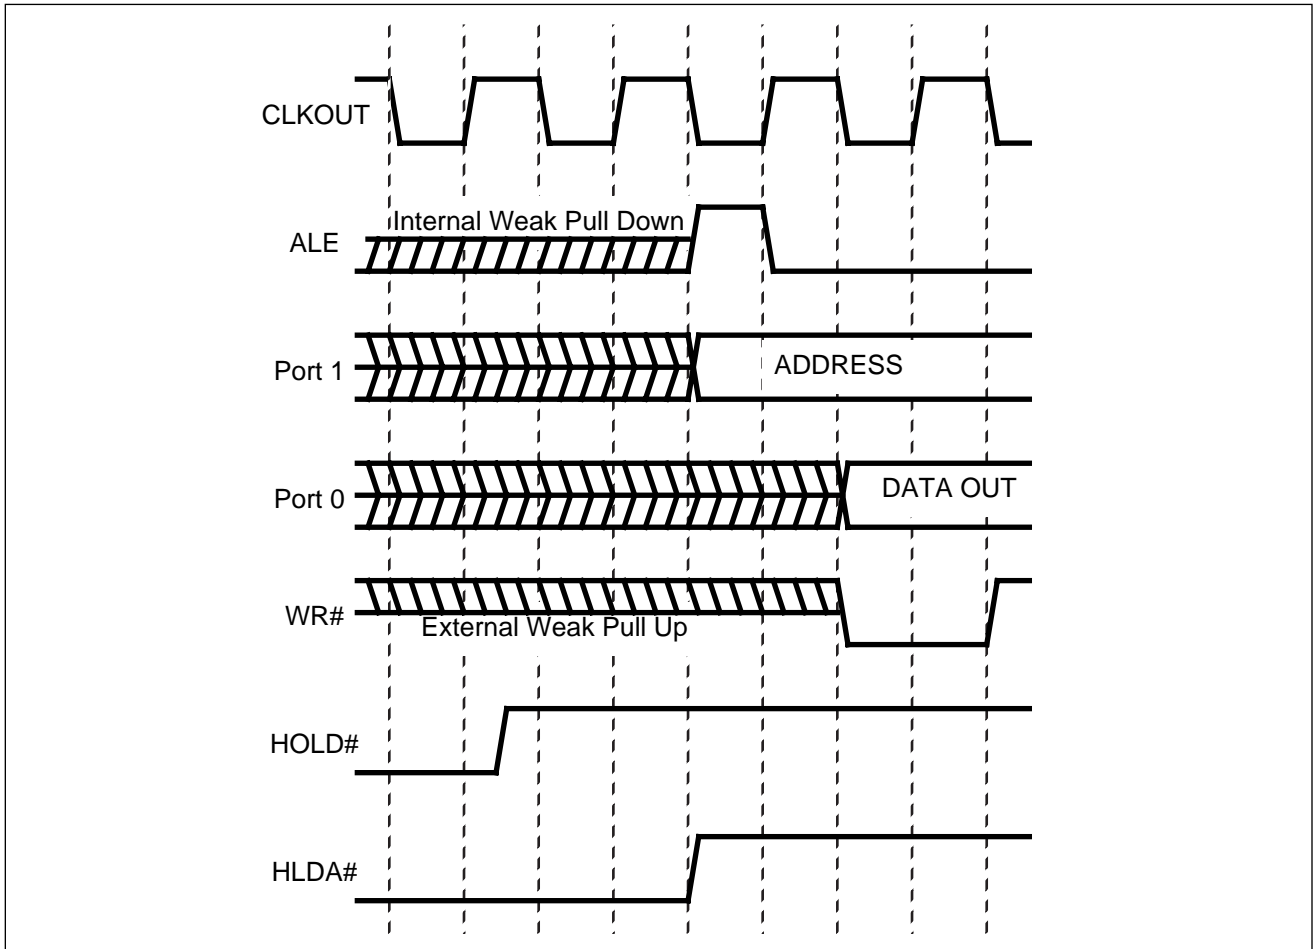 CLKOUT
Internal Weak Pull Down
ALE
Port 1
ADDRESS
Port 0
DATA OUT
WR#
External Weak Pull Up
HOLD#
HLDA#